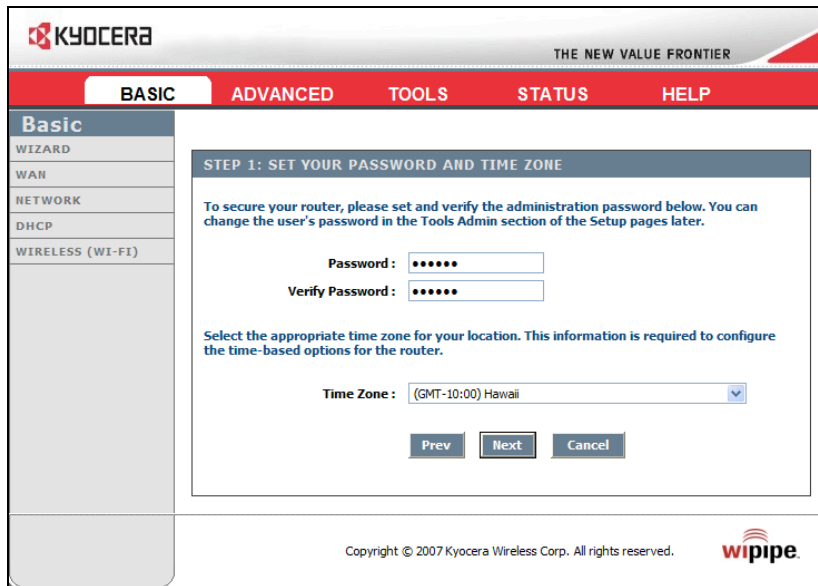 KYOCERA
THE NEW VALUE FRONTIER
BASIC ADVANCED TOOLS STATUS HELP
Basic
WIZARD
WAN
NETWORK
DHCP
WIRELESS (WI-FI)
STEP 1: SET YOUR PASSWORD AND TIME ZONE
To secure your router, please set and verify the administration password below. You can
change the user's password in the Tools Admin section of the Setup pages later.
Password : ••••••
Verify Password : ••••••
Select the appropriate time zone for your location. This information is required to configure
the time-based options for the router.
Time Zone : (GMT-10:00) Hawaii
Prev Next Cancel
Copyright © 2007 Kyocera Wireless Corp. All rights reserved.
wipipe.